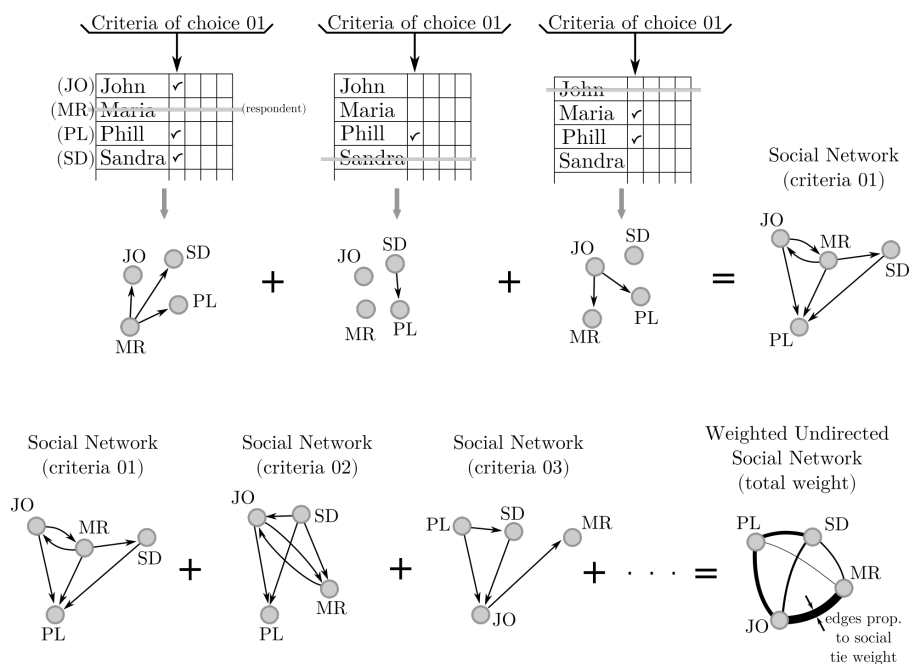 Criteria of choice 01
Criteria of choice 01
Criteria of choice 01
(JO) John
(MR) Maria (respondent)
(PL) Phill
(SD) Sandra
John
Maria
Phill
Sandra
John
Maria
Phill
Sandra
Social Network
(criteria 01)
JO
SD
PL
MR
+
JO
SD
MR
PL
+
JO
SD
MR
PL
=
JO
MR
SD
PL
Social Network
(criteria 01)
JO
MR
SD
PL
+
Social Network
(criteria 02)
JO
SD
MR
PL
+
Social Network
(criteria 03)
PL
SD
MR
JO
+ · · · · =
Weighted Undirected
Social Network
(total weight)
PL
SD
MR
JO
edges prop.
to social
tie weight